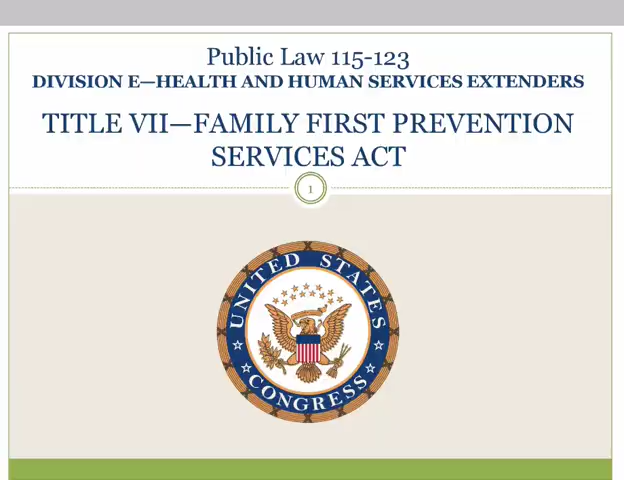 Public Law 115-123
DIVISION E—HEALTH AND HUMAN SERVICES EXTENDERS
TITLE VII—FAMILY FIRST PREVENTION
SERVICES ACT
1
UNITED STATES
CONGRESS